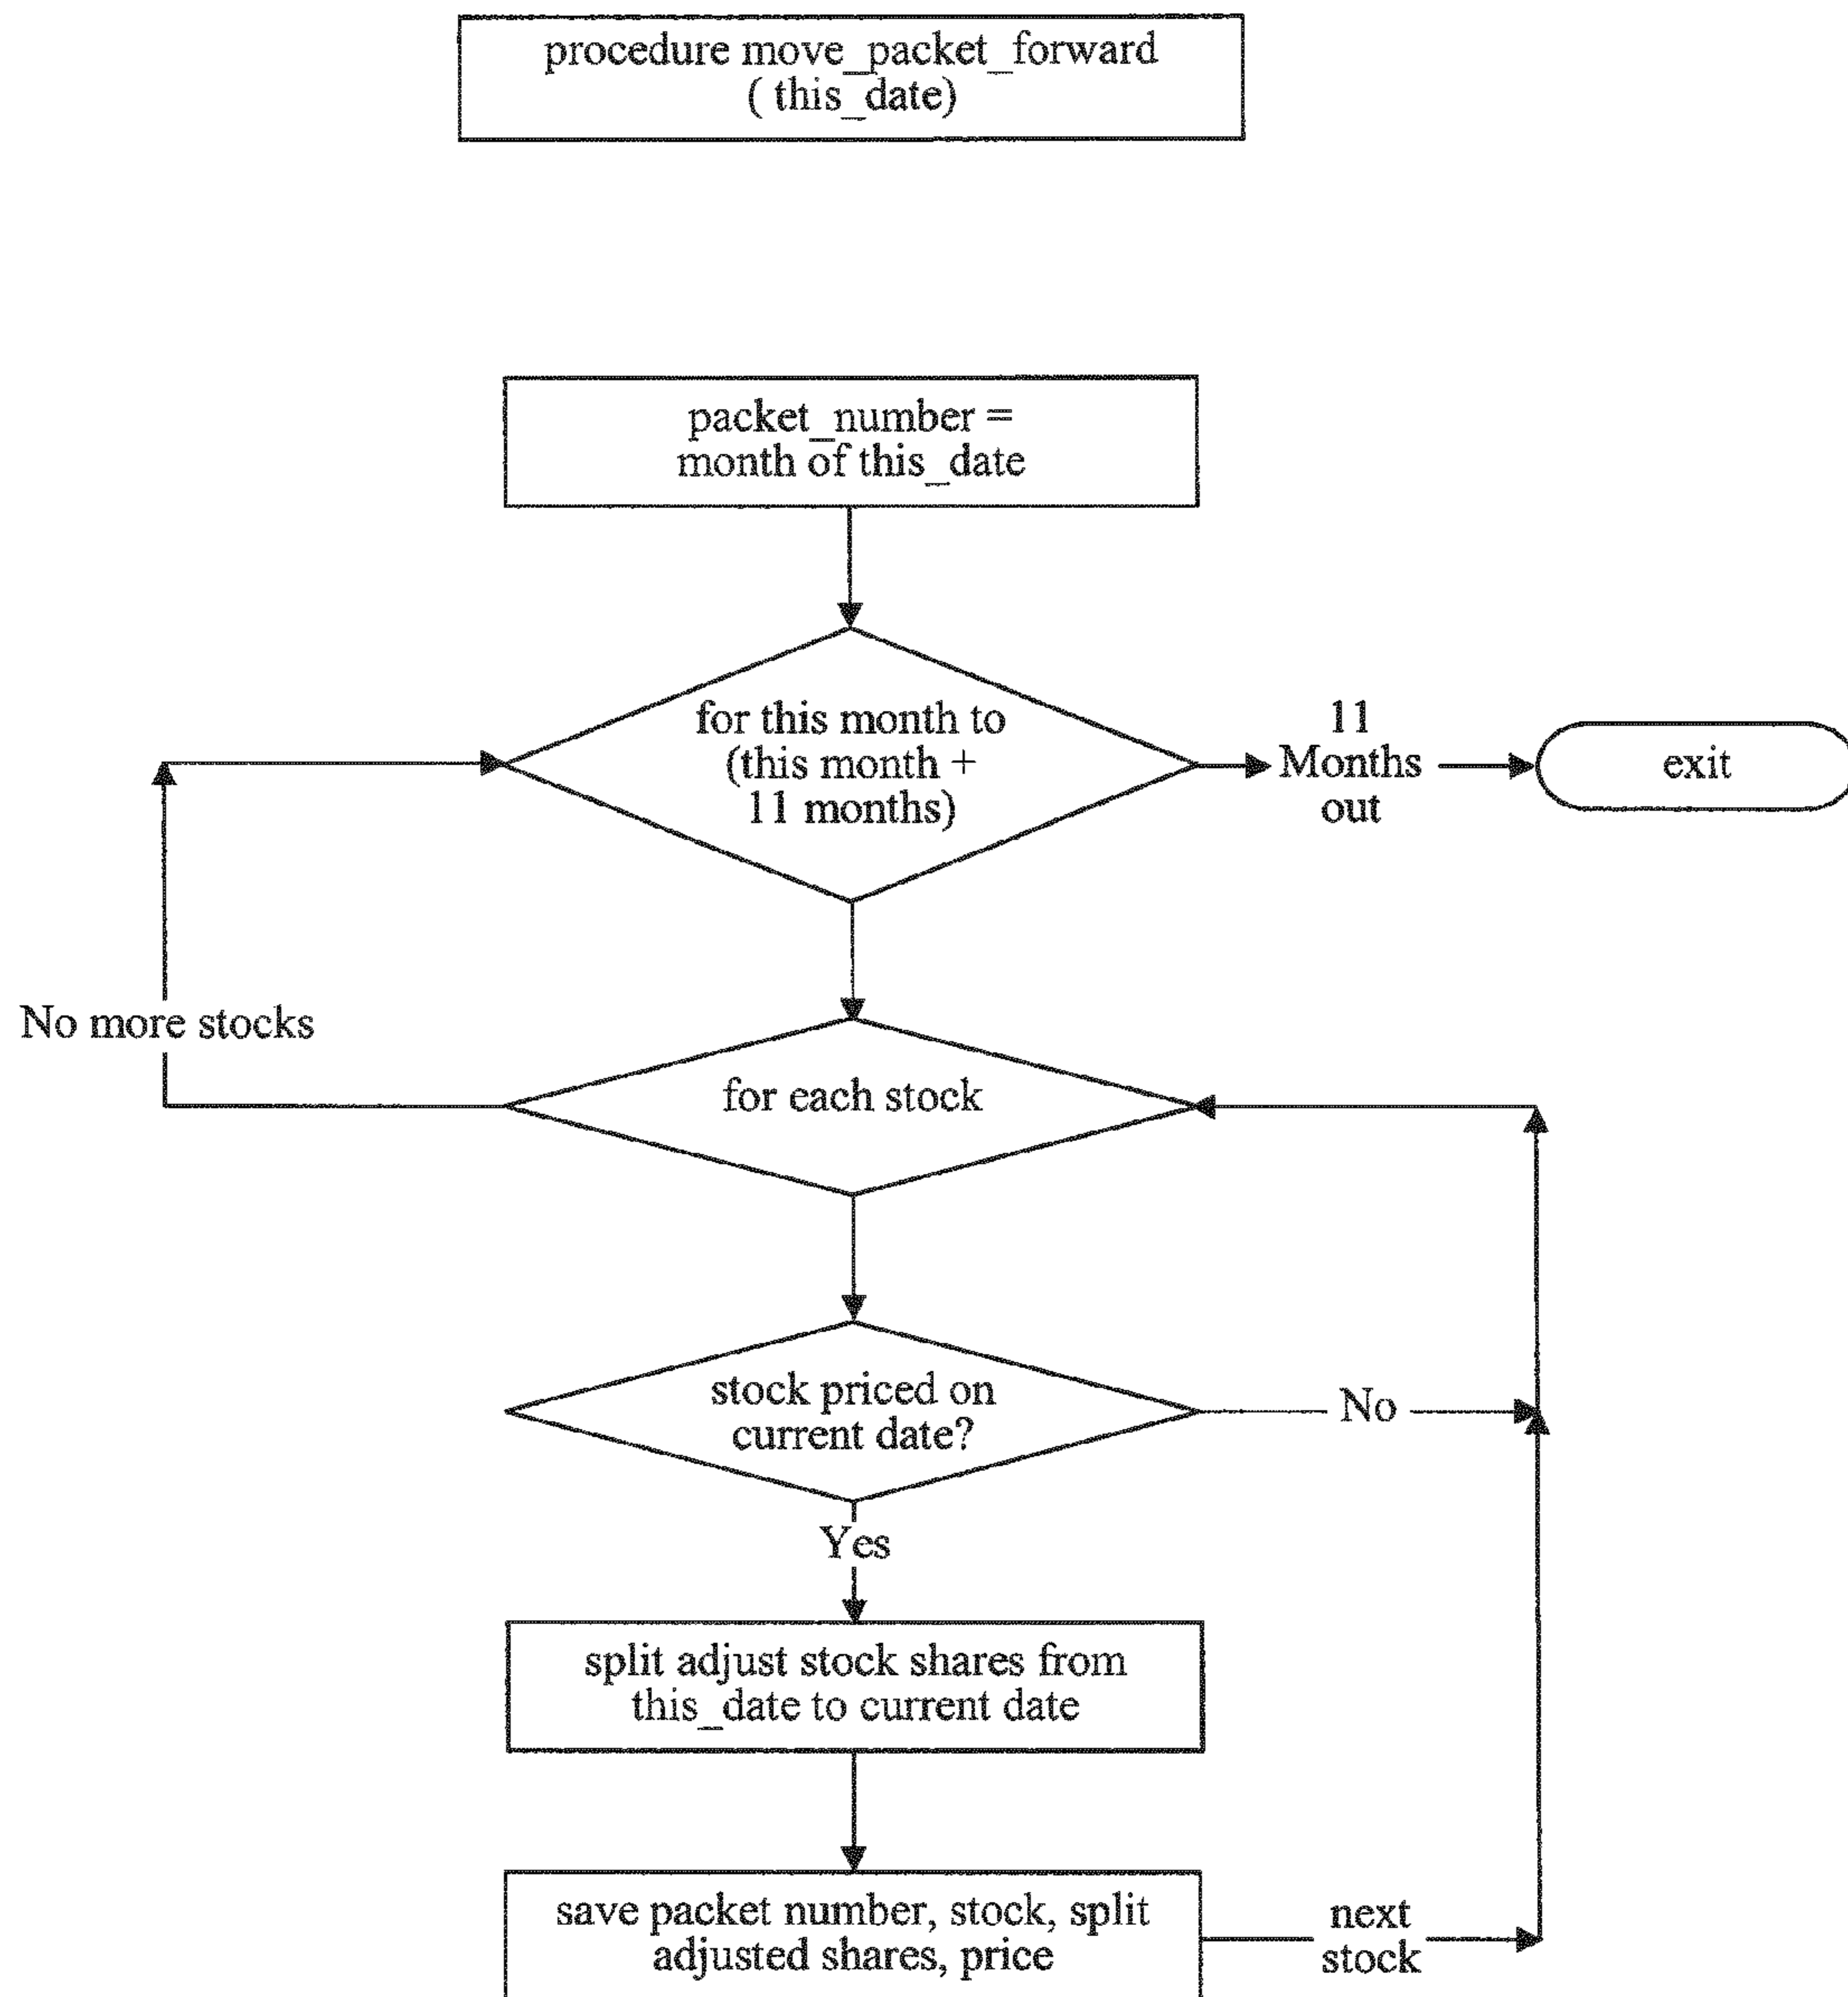 procedure move_packet_forward
( this_date)
packet_number =
month of this_date
for this month to
(this month +
11 months)
11
Months
out
exit
No more stocks
for each stock
stock priced on
current date?
No
Yes
split adjust stock shares from
this_date to current date
save packet number, stock, split
adjusted shares, price
next
stock